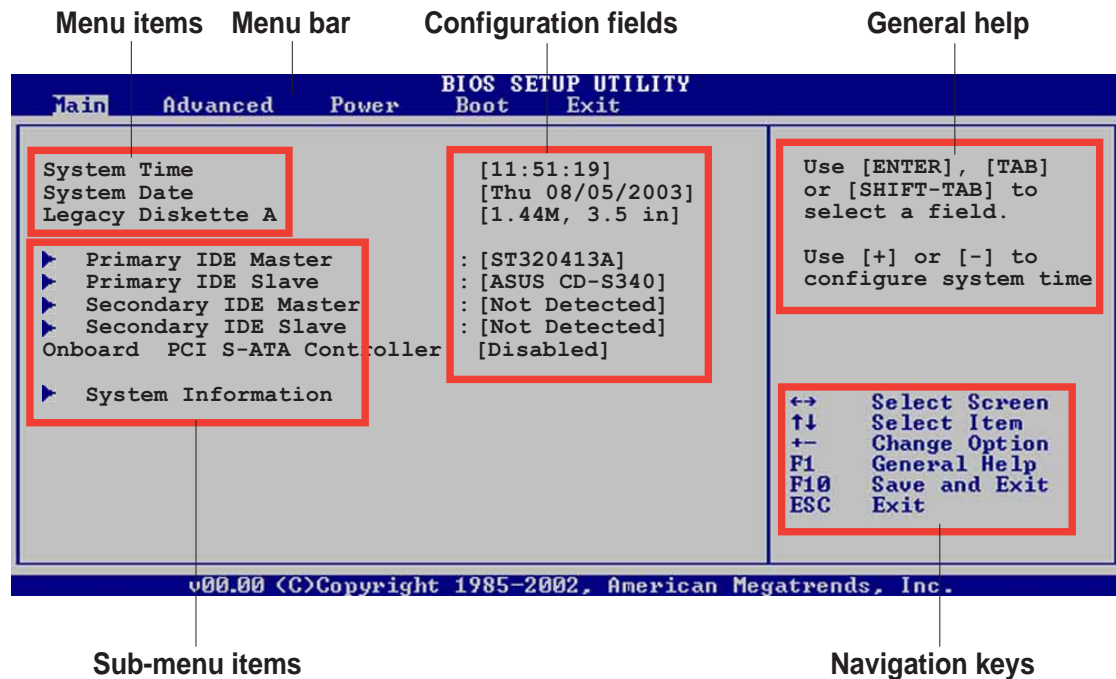 Menu items Menu bar Configuration fields General help
BIOS SETUP UTILITY
Main Advanced Power Boot Exit
System Time [11:51:19]
System Date [Thu 08/05/2003]
Legacy Diskette A [1.44M, 3.5 in]
Primary IDE Master : [ST320413A]
Primary IDE Slave : [ASUS CD-S340]
Secondary IDE Master : [Not Detected]
Secondary IDE Slave : [Not Detected]
Onboard PCI S-ATA Controller [Disabled]
System Information
Use [ENTER], [TAB]
or [SHIFT-TAB] to
select a field.
Use [+] or [-] to
configure system time
←→ Select Screen
↑↓ Select Item
+- Change Option
F1 General Help
F10 Save and Exit
ESC Exit
v00.00 (C)Copyright 1985-2002, American Megatrends, Inc.
Sub-menu items Navigation keys